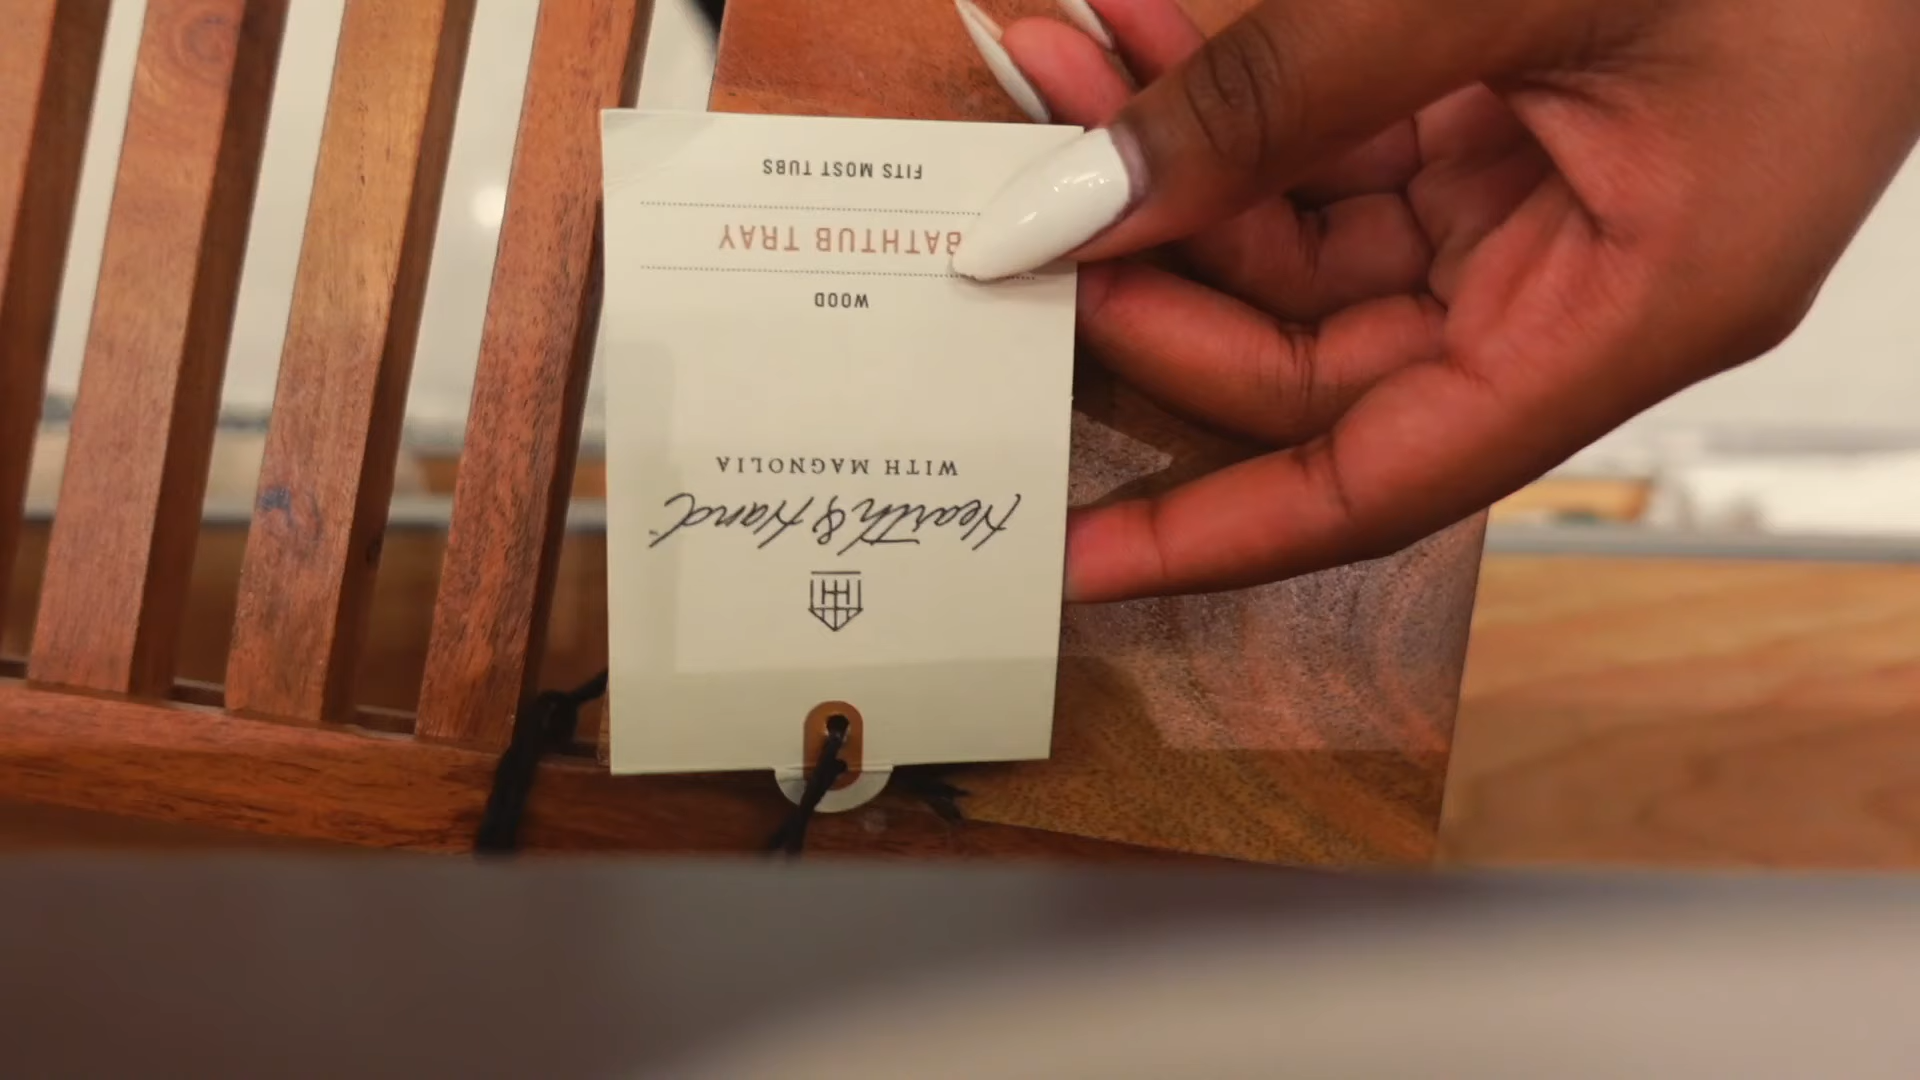 Hearth & Hand
WITH MAGNOLIA
WOOD
BATHTUB TRAY
FITS MOST TUBS